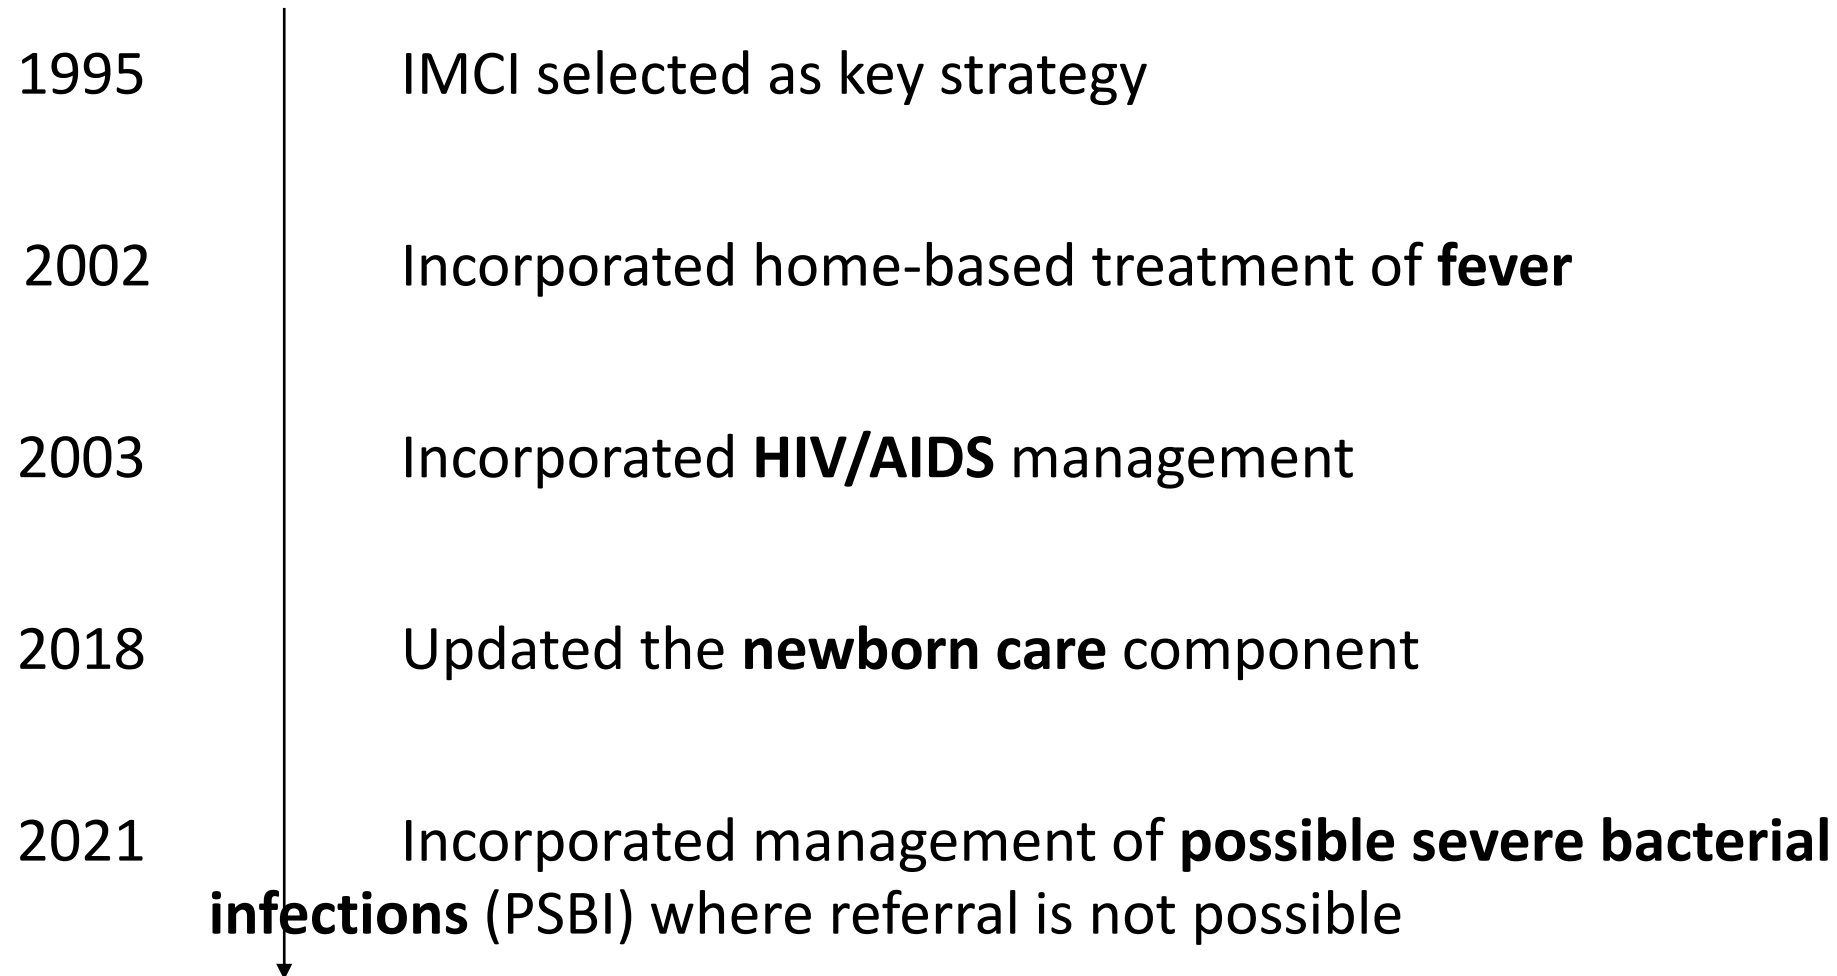 1995 IMCI selected as key strategy
2002 Incorporated home-based treatment of fever
2003 Incorporated HIV/AIDS management
2018 Updated the newborn care component
2021 Incorporated management of possible severe bacterial
infections (PSBI) where referral is not possible